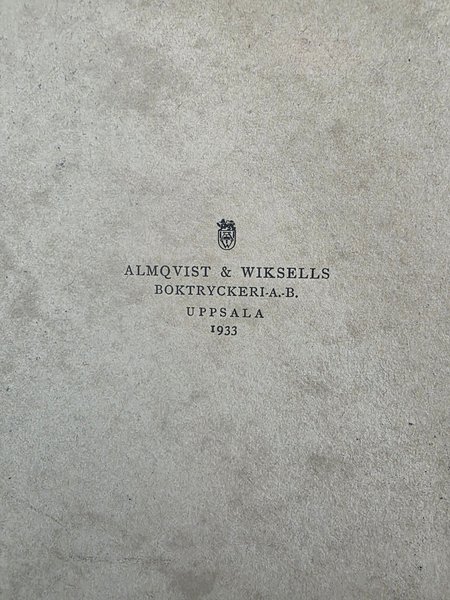 ALMQVIST & WIKSELLS
BOKTRYCKERI-A.-B.
UPPSALA
1933